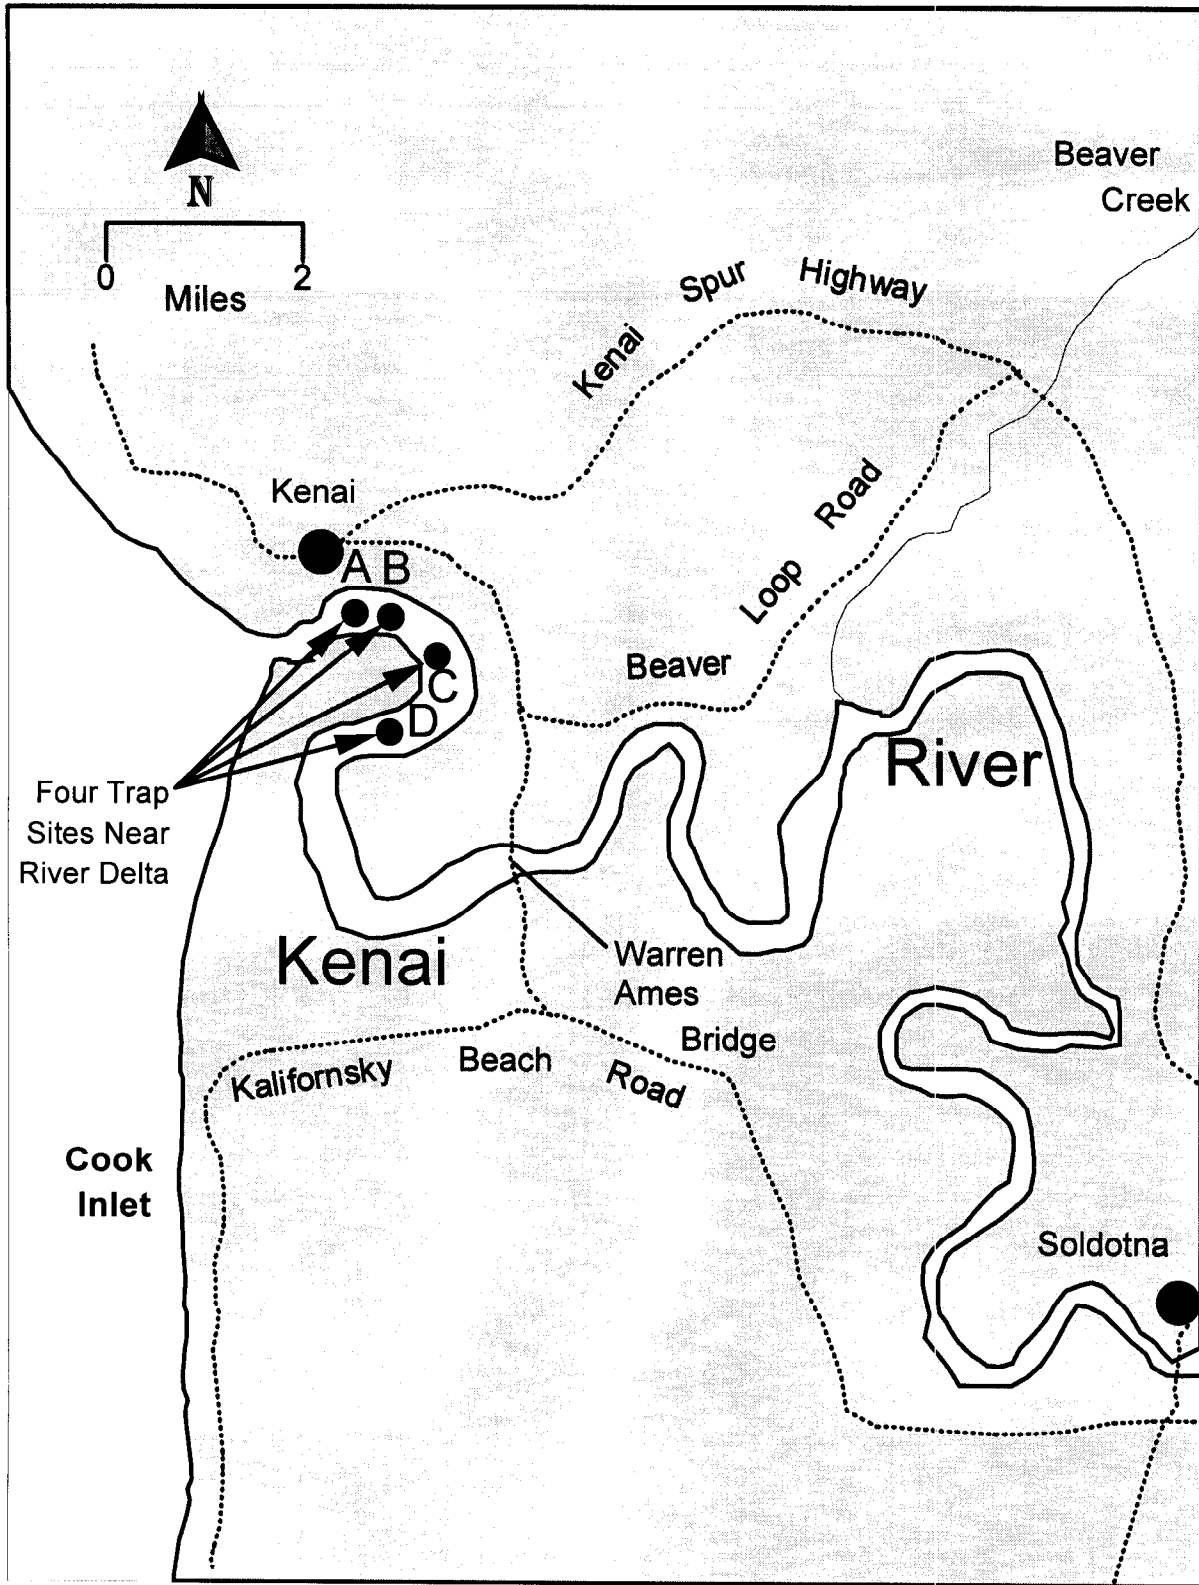 Beaver
Creek
N
0 2
Miles
Kenai Spur Highway
Kenai
A B
Loop Road
Beaver
C
D
River
Four Trap
Sites Near
River Delta
Kenai
Warren
Ames
Bridge
Kalifornsky Beach Road
Cook
Inlet
Soldotna